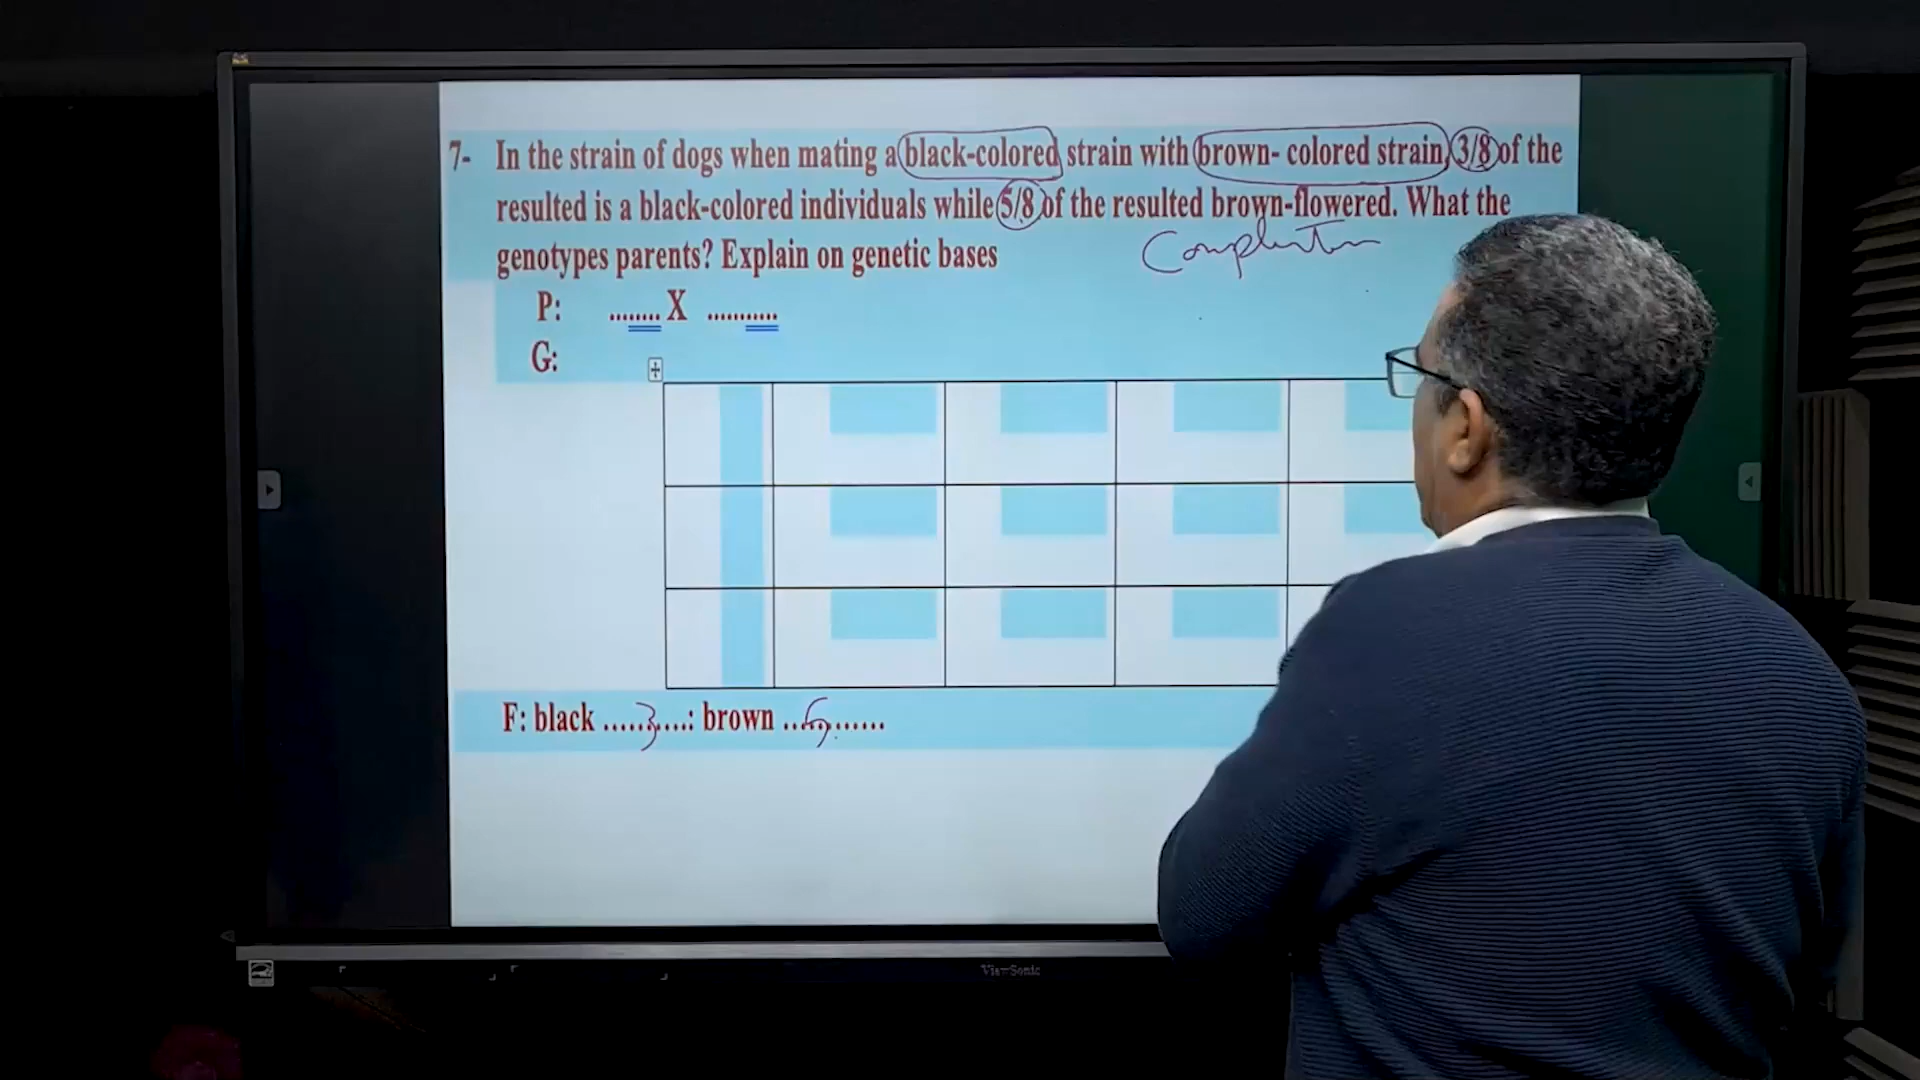 7- In the strain of dogs when mating a black-colored strain with brown- colored strain, 3/8 of the
resulted is a black-colored individuals while 5/8 of the resulted brown-flowered. What the
genotypes parents? Explain on genetic bases
P: ........ X ...........
G:
F: black .....3....: brown ....5.......
ViewSonic